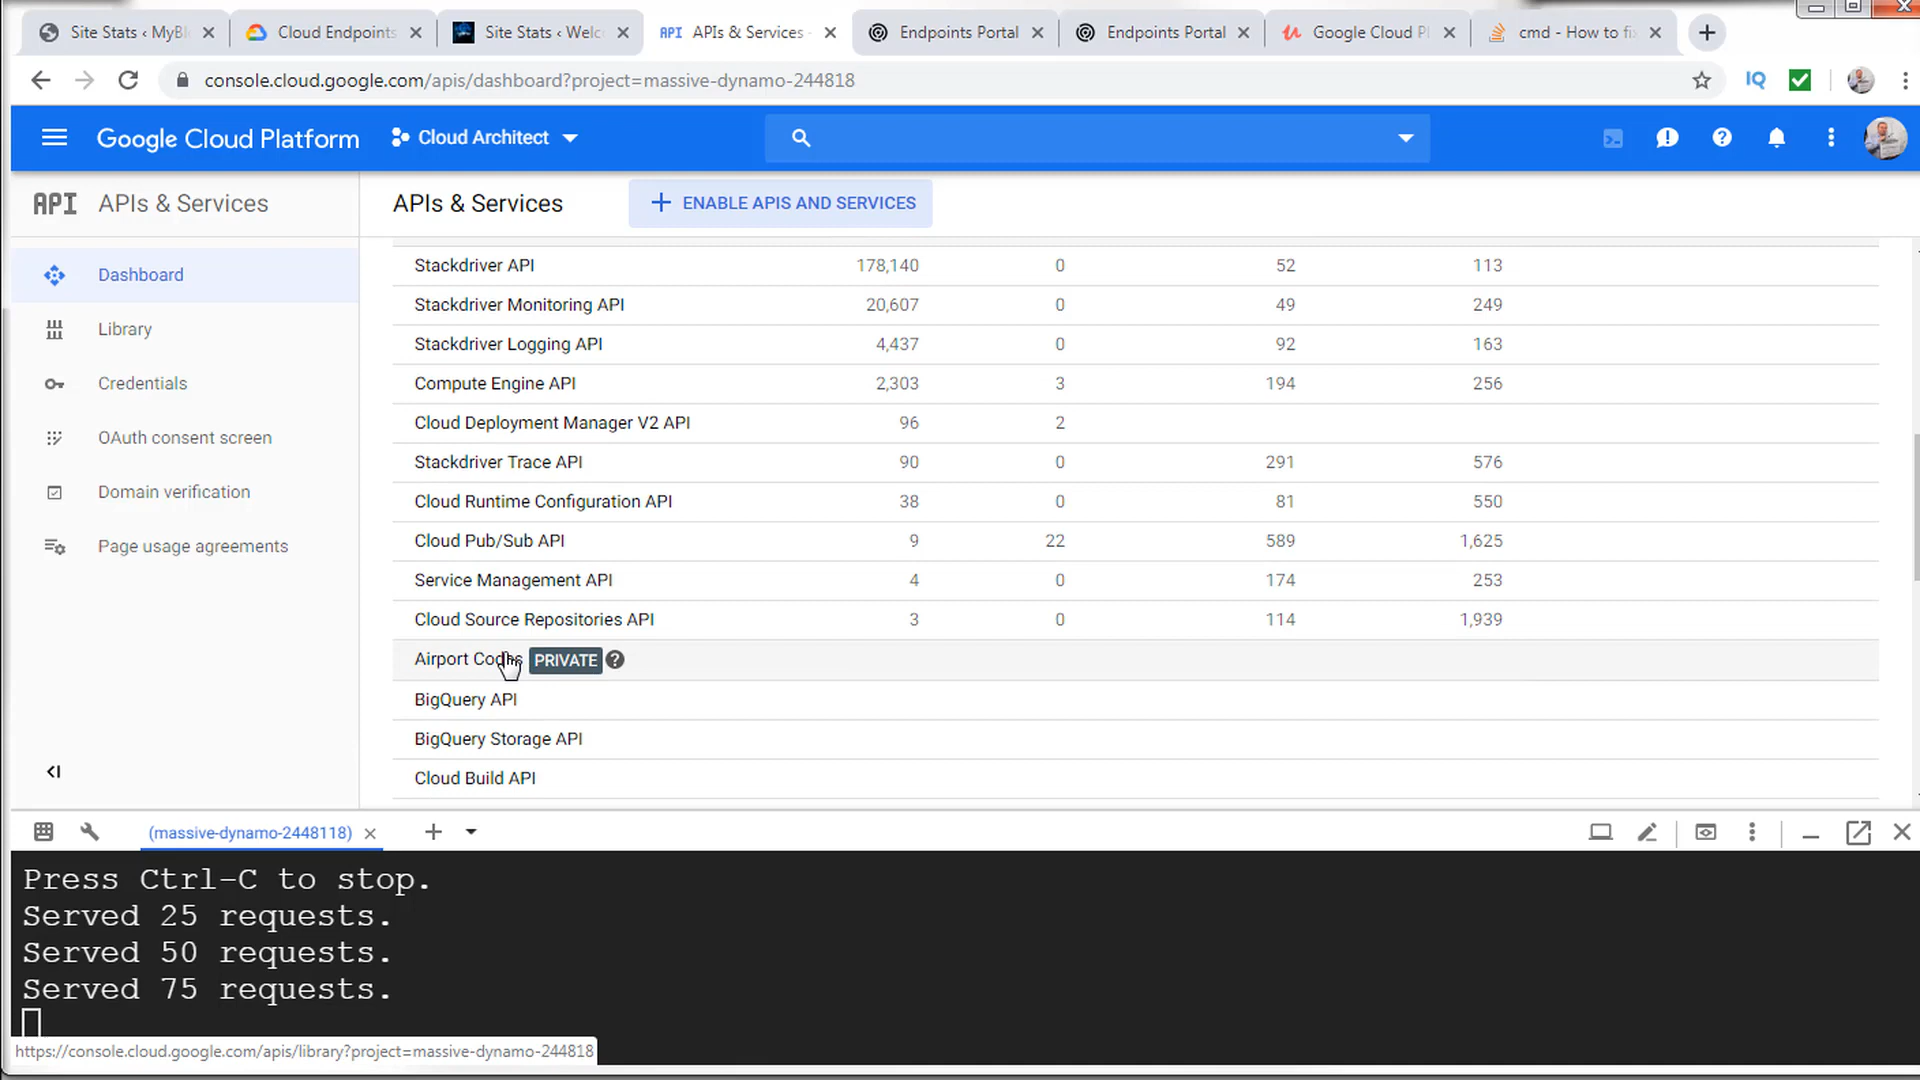 Site Stats ‹ MyBl
Cloud Endpoints
Site Stats ‹ Welc
API APIs & Services -
Endpoints Portal
Endpoints Portal
Google Cloud Pl
cmd - How to fi
console.cloud.google.com/apis/dashboard?project=massive-dynamo-244818
IQ
Google Cloud Platform
Cloud Architect
API APIs & Services
APIs & Services
ENABLE APIS AND SERVICES
Dashboard
Library
Credentials
OAuth consent screen
Domain verification
Page usage agreements
Stackdriver API 178,140 0 52 113
Stackdriver Monitoring API 20,607 0 49 249
Stackdriver Logging API 4,437 0 92 163
Compute Engine API 2,303 3 194 256
Cloud Deployment Manager V2 API 96 2
Stackdriver Trace API 90 0 291 576
Cloud Runtime Configuration API 38 0 81 550
Cloud Pub/Sub API 9 22 589 1,625
Service Management API 4 0 174 253
Cloud Source Repositories API 3 0 114 1,939
Airport Codes PRIVATE
BigQuery API
BigQuery Storage API
Cloud Build API
(massive-dynamo-2448118)
Press Ctrl-C to stop.
Served 25 requests.
Served 50 requests.
Served 75 requests.
https://console.cloud.google.com/apis/library?project=massive-dynamo-244818